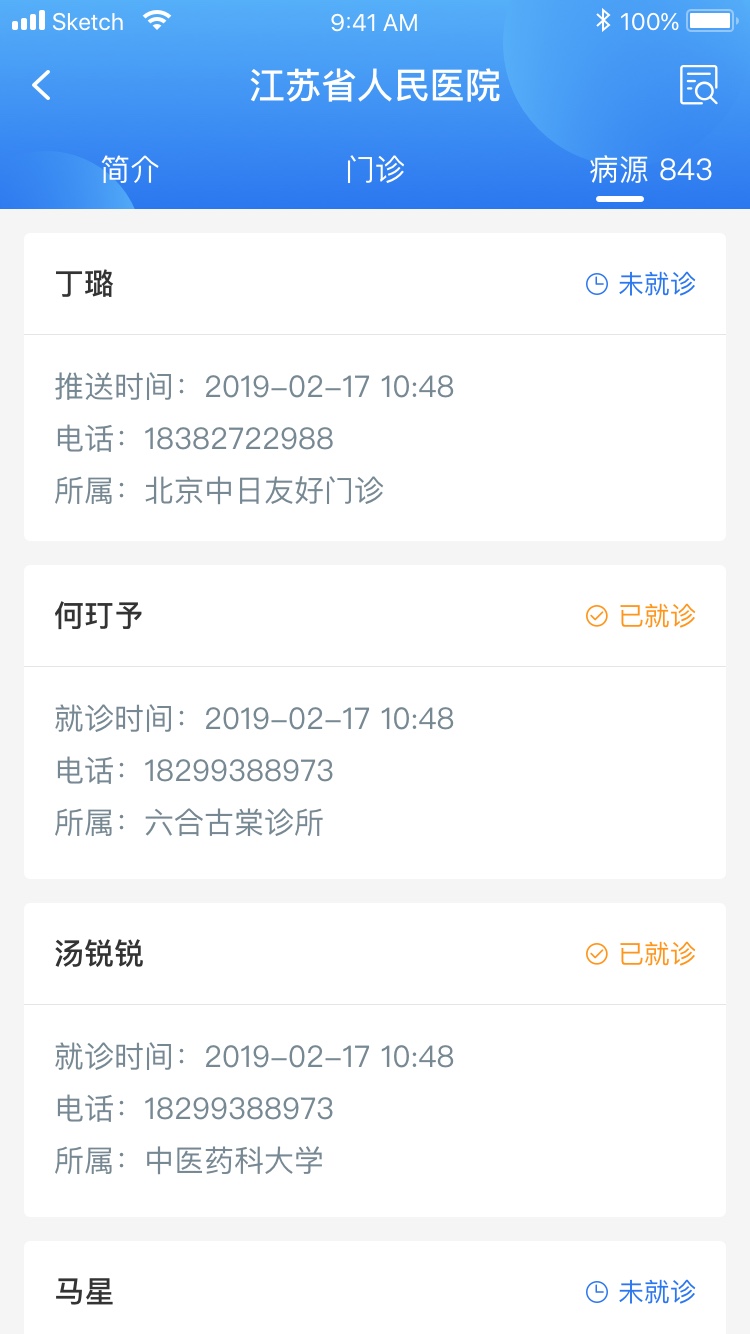 Sketch 9:41 AM 100%
江苏省人民医院
简介 门诊 病源 843
丁璐 未就诊
推送时间：2019-02-17 10:48
电话：18382722988
所属：北京中日友好门诊
何玎予 已就诊
就诊时间：2019-02-17 10:48
电话：18299388973
所属：六合古棠诊所
汤锐锐 已就诊
就诊时间：2019-02-17 10:48
电话：18299388973
所属：中医药科大学
马星 未就诊